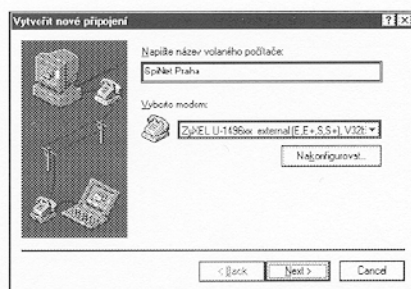 Vytvořit nové připojení
Napište název volaného počítače:
SpiNet Praha
Vyberte modem:
ZyXEL U-1496xx external (E,E+,S,S+), V32b
Nakonfigurovat...
< Back
Next >
Cancel